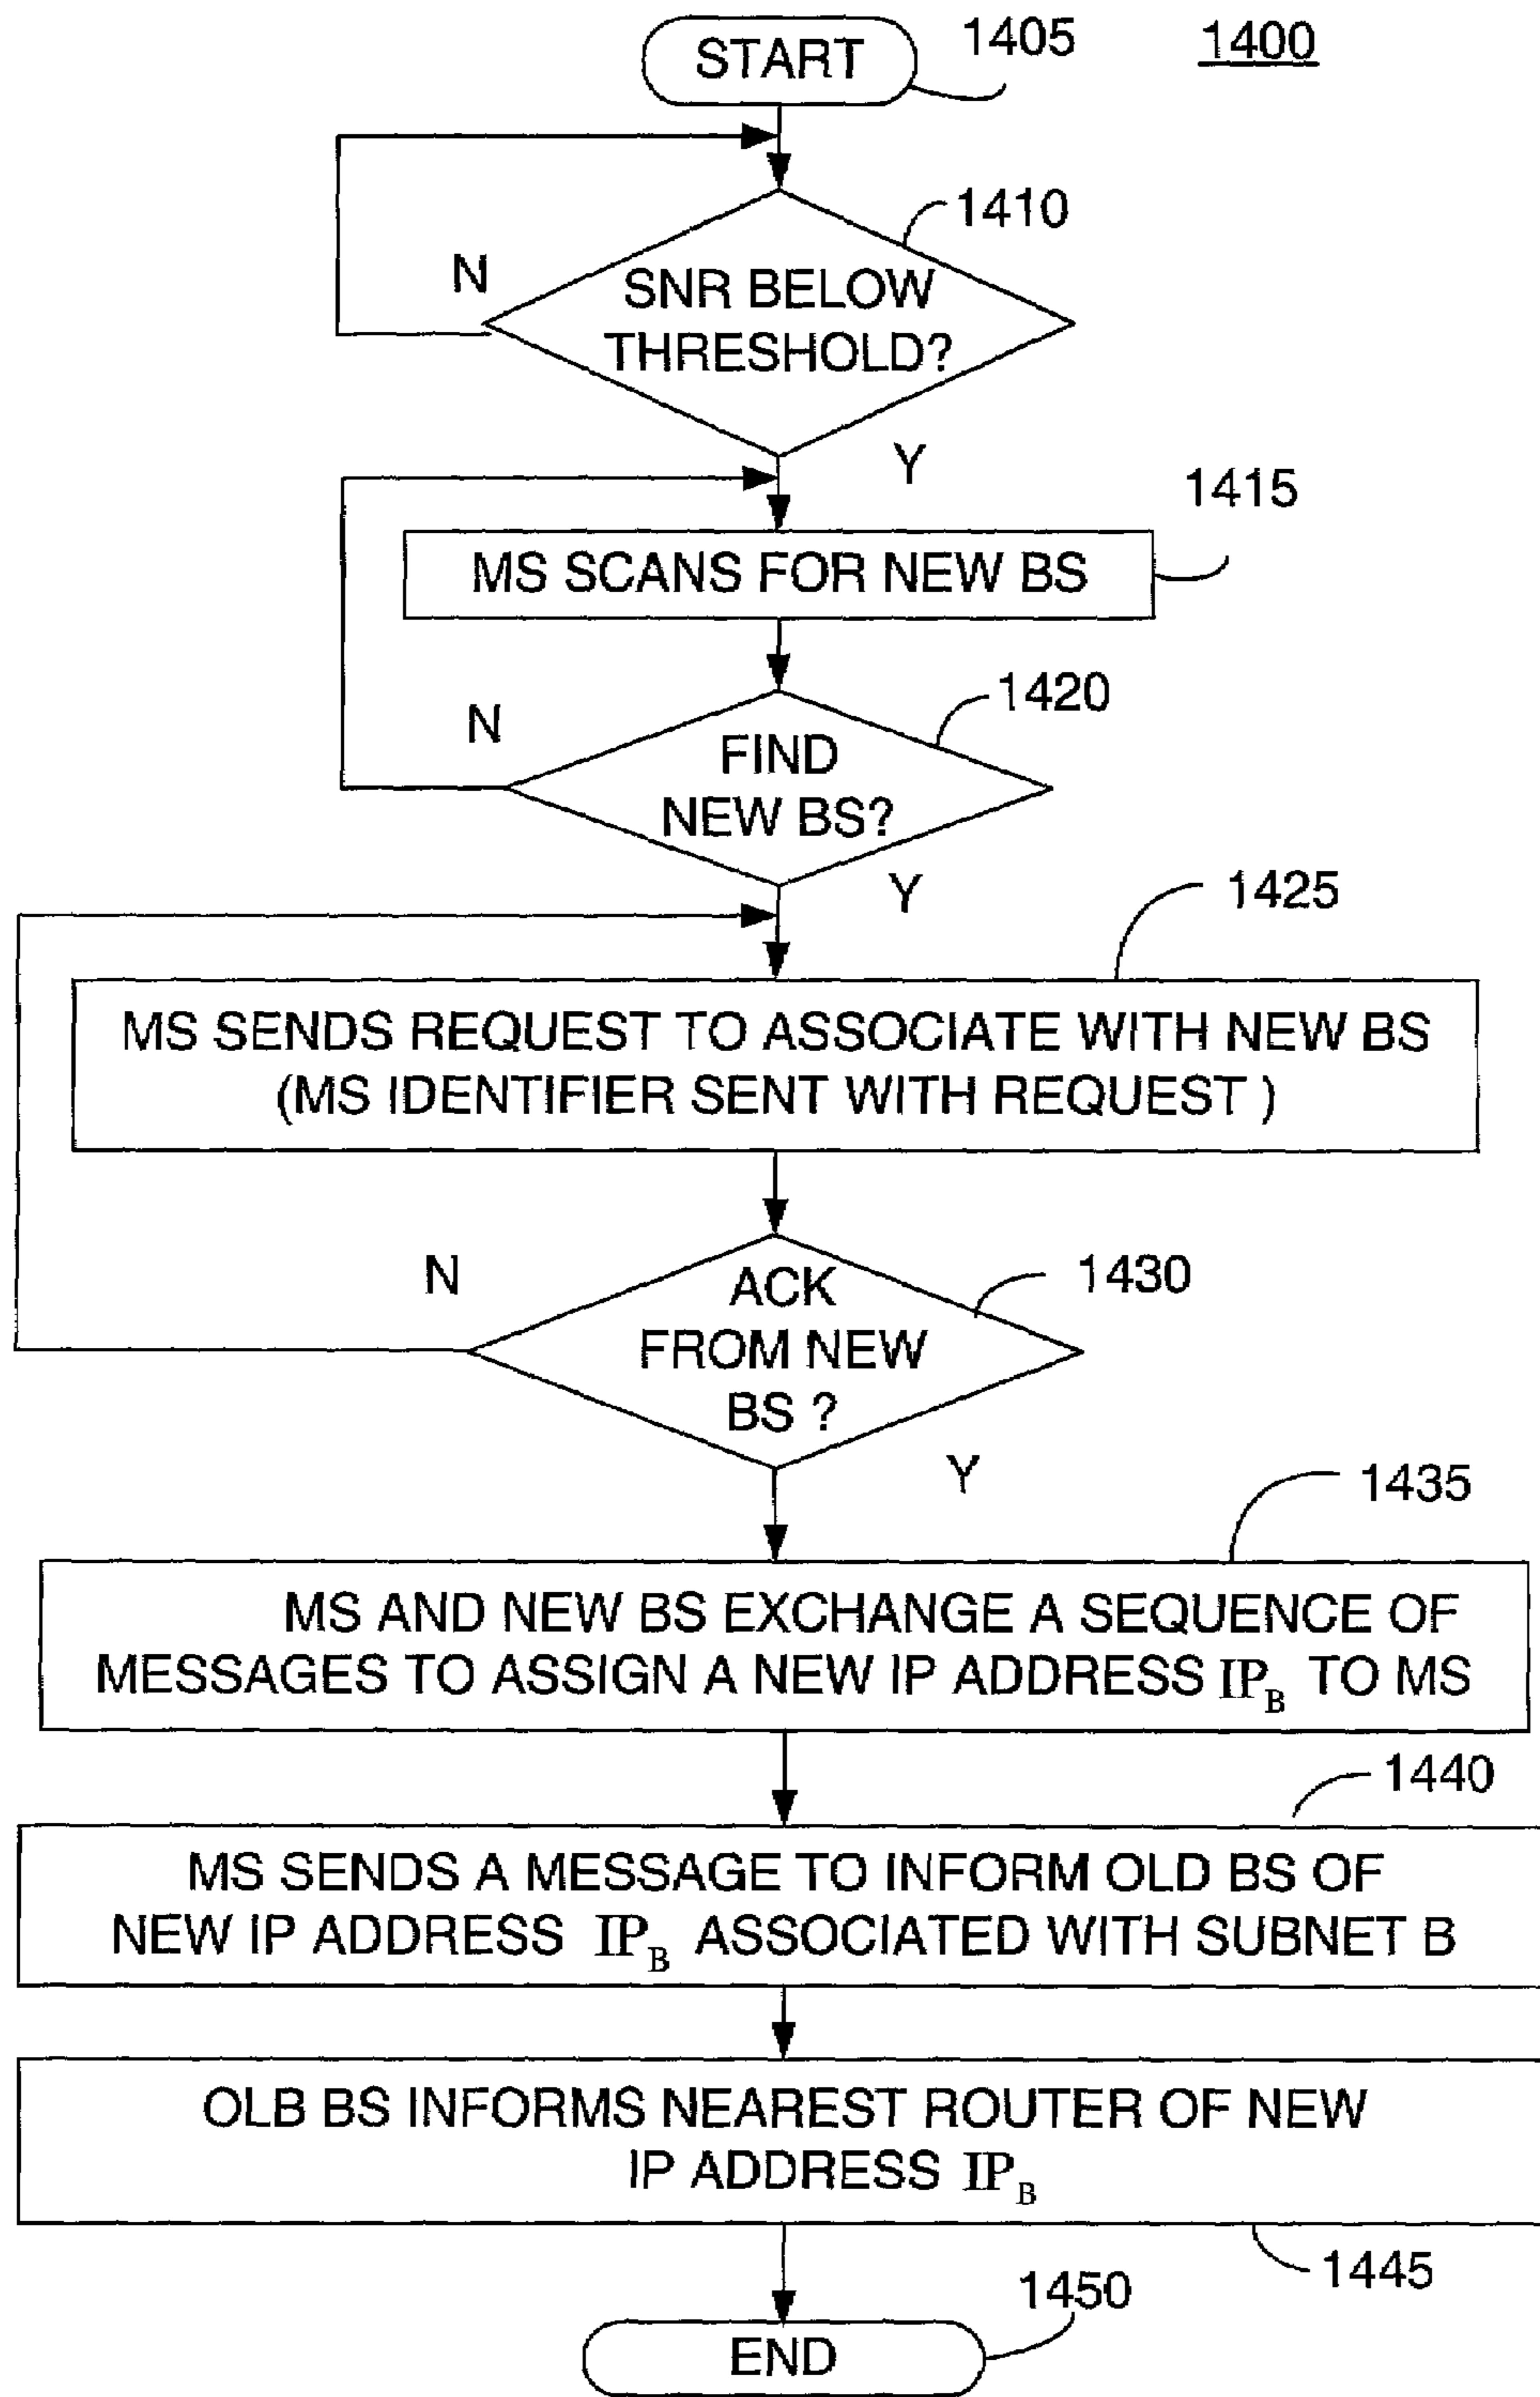 START
1405
1400
1410
N
SNR BELOW
THRESHOLD?
Y
1415
MS SCANS FOR NEW BS
1420
N
FIND
NEW BS?
Y
1425
MS SENDS REQUEST TO ASSOCIATE WITH NEW BS
(MS IDENTIFIER SENT WITH REQUEST )
N
ACK
FROM NEW
BS ?
1430
Y
1435
MS AND NEW BS EXCHANGE A SEQUENCE OF
MESSAGES TO ASSIGN A NEW IP ADDRESS IP_B TO MS
1440
MS SENDS A MESSAGE TO INFORM OLD BS OF
NEW IP ADDRESS IP_B ASSOCIATED WITH SUBNET B
OLB BS INFORMS NEAREST ROUTER OF NEW
IP ADDRESS IP_B
1445
1450
END